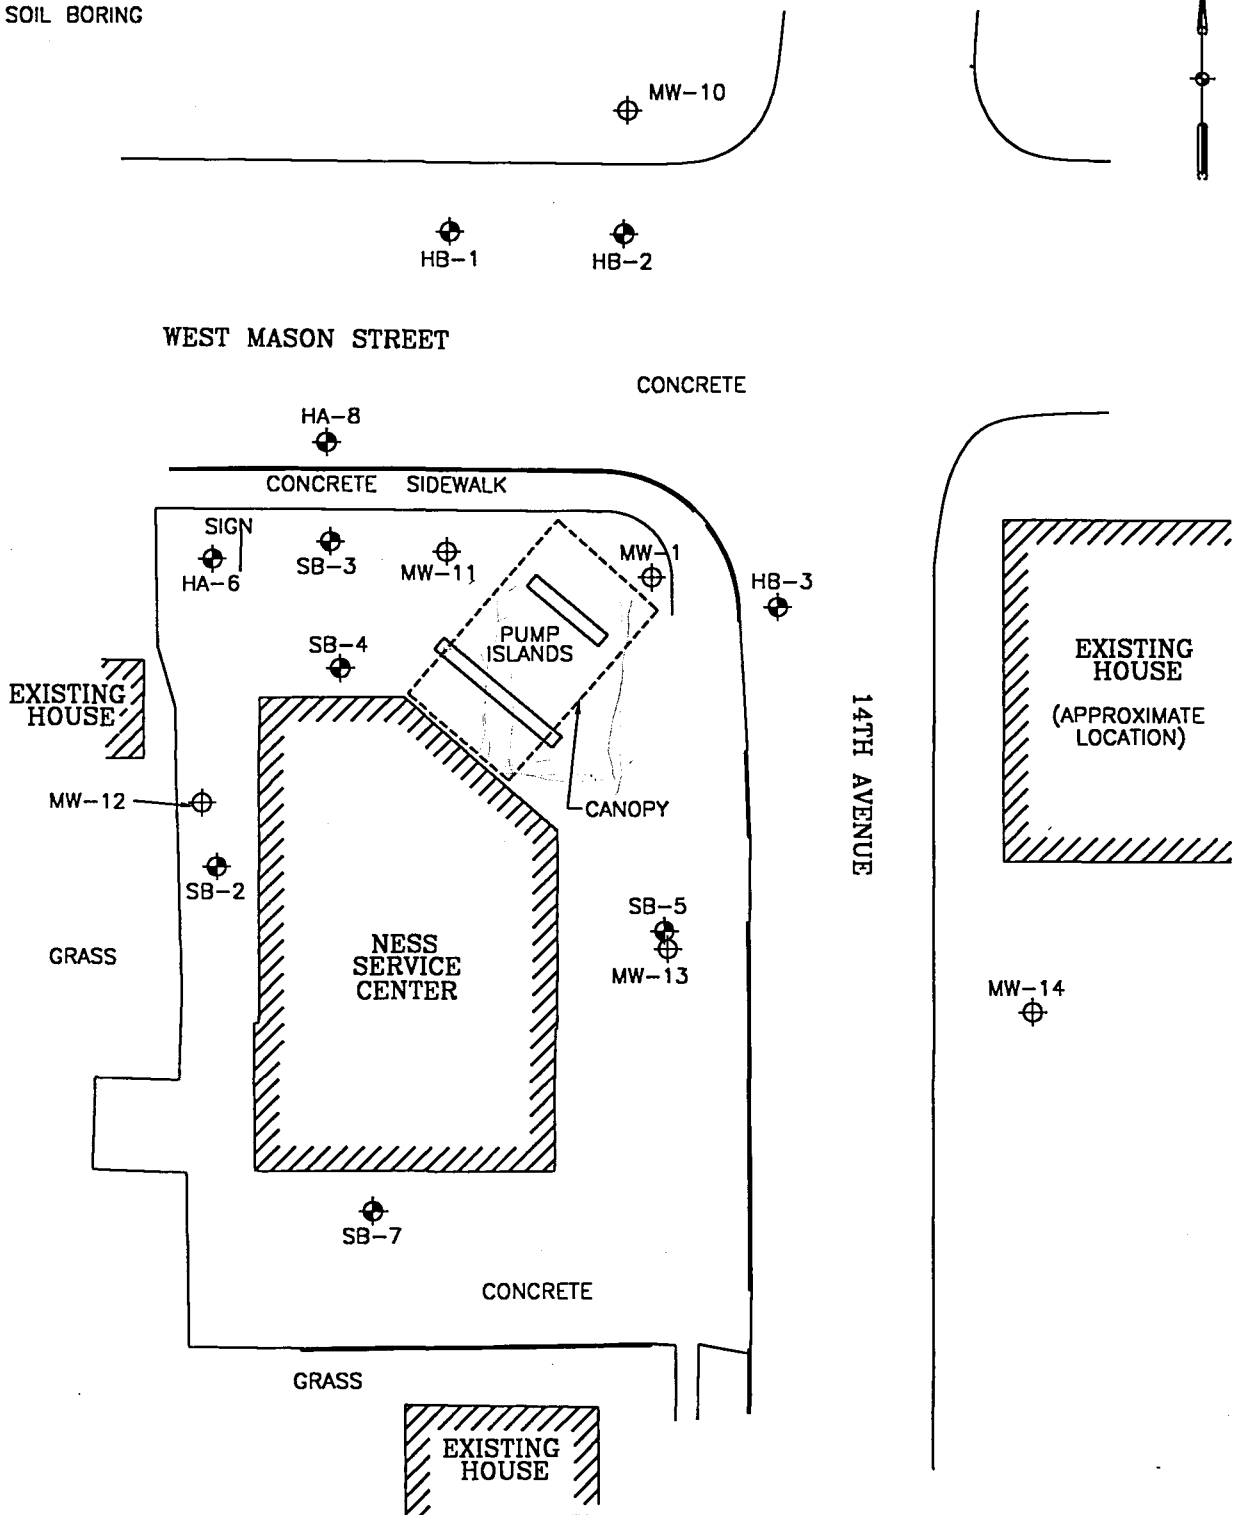 SOIL BORING
MW-10
HB-1
HB-2
WEST MASON STREET
CONCRETE
HA-8
CONCRETE SIDEWALK
SIGN
HA-6
SB-3
MW-11
MW-1
HB-3
PUMP
ISLANDS
SB-4
EXISTING
HOUSE
EXISTING
HOUSE
(APPROXIMATE
LOCATION)
14TH AVENUE
MW-12
CANOPY
SB-2
SB-5
MW-13
GRASS
NESS
SERVICE
CENTER
MW-14
SB-7
CONCRETE
GRASS
EXISTING
HOUSE